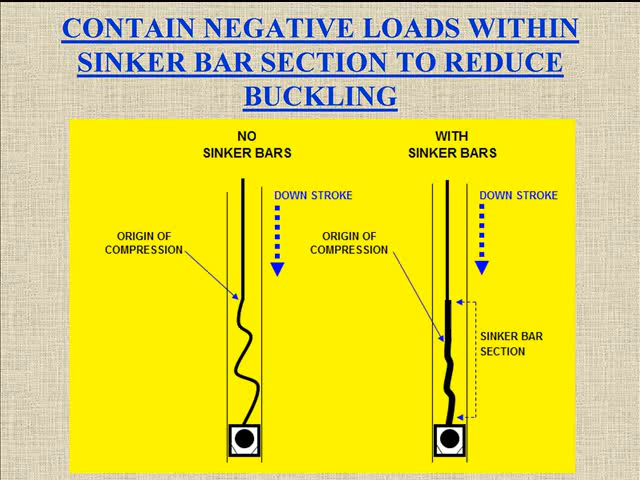 CONTAIN NEGATIVE LOADS WITHIN
SINKER BAR SECTION TO REDUCE
BUCKLING
NO
SINKER BARS
DOWN STROKE
ORIGIN OF
COMPRESSION
WITH
SINKER BARS
DOWN STROKE
ORIGIN OF
COMPRESSION
SINKER BAR
SECTION